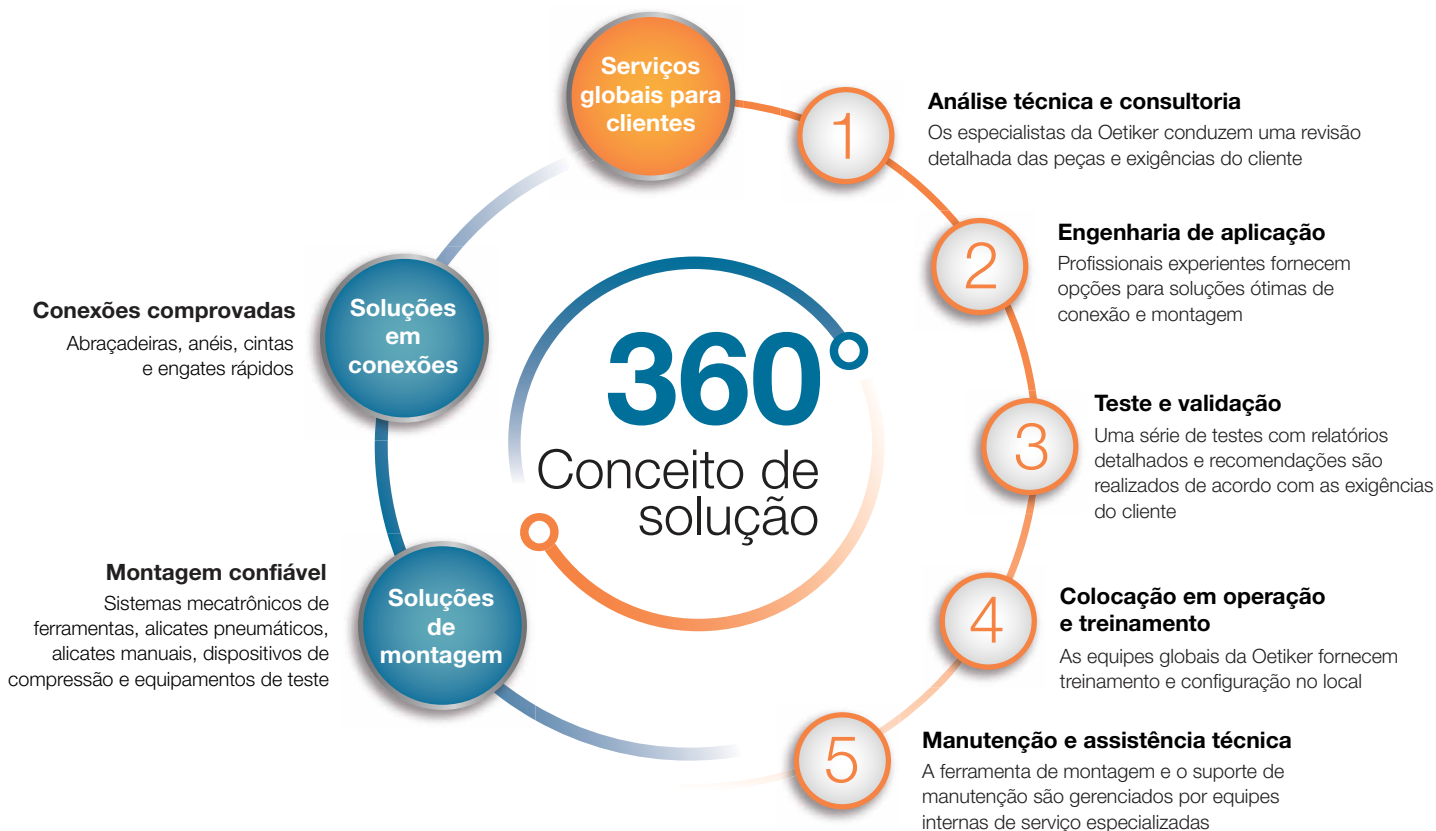 Serviços
globais para
clientes
1
Análise técnica e consultoria
Os especialistas da Oetiker conduzem uma revisão
detalhada das peças e exigências do cliente
2
Engenharia de aplicação
Profissionais experientes fornecem
opções para soluções ótimas de
conexão e montagem
3
Teste e validação
Uma série de testes com relatórios
detalhados e recomendações são
realizados de acordo com as exigências
do cliente
4
Colocação em operação
e treinamento
As equipes globais da Oetiker fornecem
treinamento e configuração no local
5
Manutenção e assistência técnica
A ferramenta de montagem e o suporte de
manutenção são gerenciados por equipes
internas de serviço especializadas
Soluções
em
conexões
Conexões comprovadas
Abraçadeiras, anéis, cintas
e engates rápidos
Soluções
de
montagem
Montagem confiável
Sistemas mecatrônicos de
ferramentas, alicates pneumáticos,
alicates manuais, dispositivos de
compressão e equipamentos de teste
360°
Conceito de
solução